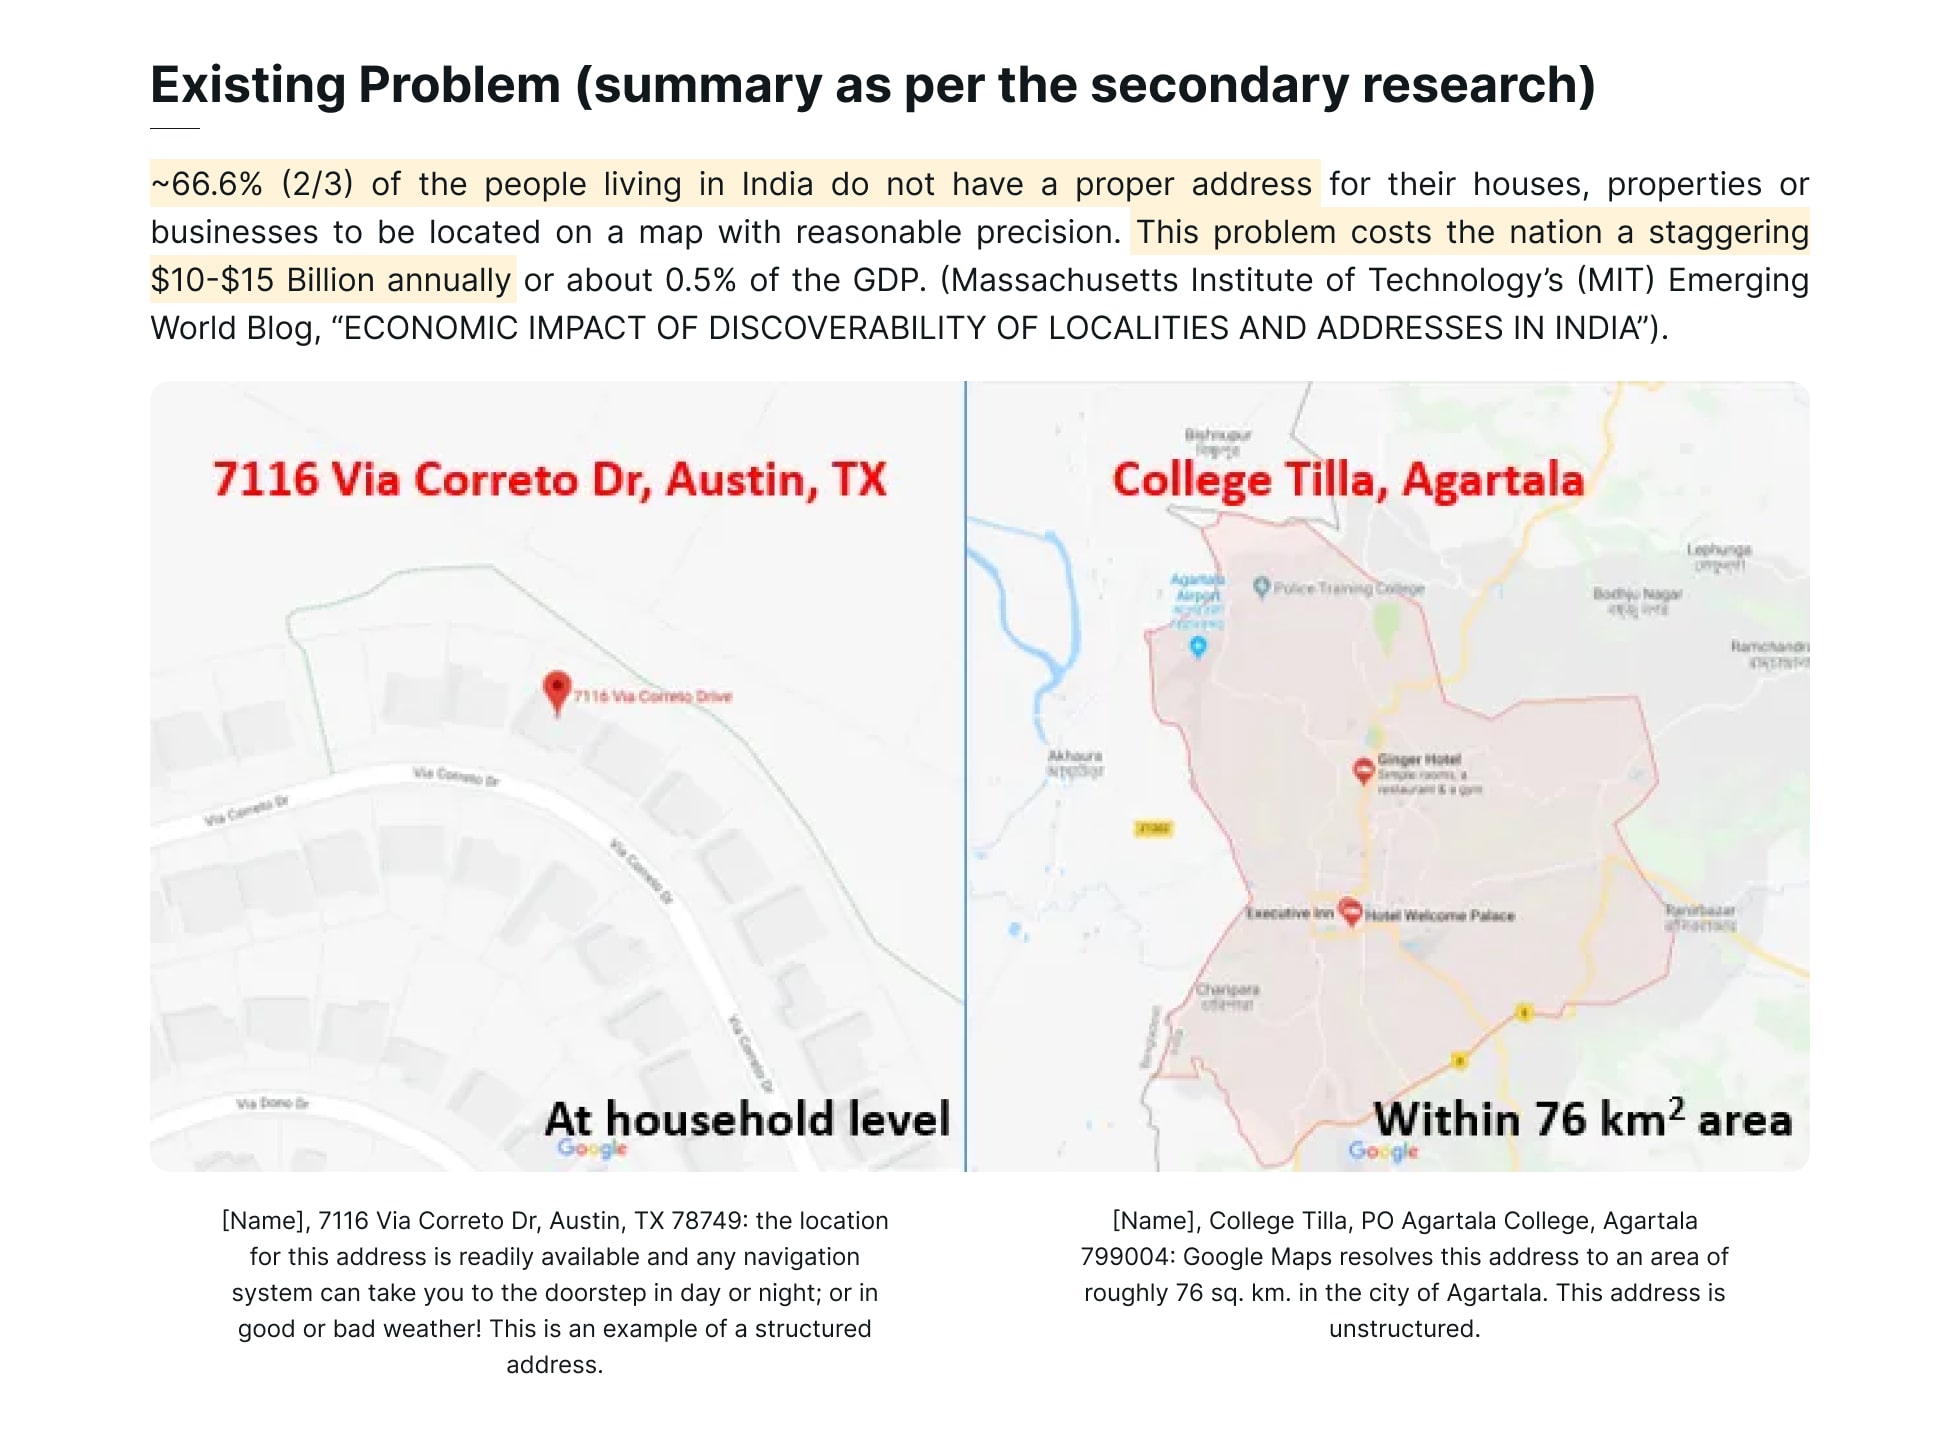 Existing Problem (summary as per the secondary research)
~66.6% (2/3) of the people living in India do not have a proper address for their houses, properties or
businesses to be located on a map with reasonable precision. This problem costs the nation a staggering
$10-$15 Billion annually or about 0.5% of the GDP. (Massachusetts Institute of Technology’s (MIT) Emerging
World Blog, “ECONOMIC IMPACT OF DISCOVERABILITY OF LOCALITIES AND ADDRESSES IN INDIA”).
7116 Via Correto Dr, Austin, TX
7116 Via Correto Drive
Via Correto Dr
Via Correto Dr
Via Correto Dr
Via Correto Dr
Via Dono Dr
At household level
Google
Bishnupur
College Tilla, Agartala
Lephunga
Agartala
Airport
Police Training College
Bodhju Nagar
Ramchandr
Akhaura
Ginger Hotel
Simple rooms, a
restaurant & a gym
Executive Inn
Hotel Welcome Palace
Ranirbazar
Charipara
8
8
Within 76 km² area
Google
[Name], 7116 Via Correto Dr, Austin, TX 78749: the location
for this address is readily available and any navigation
system can take you to the doorstep in day or night; or in
good or bad weather! This is an example of a structured
address.
[Name], College Tilla, PO Agartala College, Agartala
799004: Google Maps resolves this address to an area of
roughly 76 sq. km. in the city of Agartala. This address is
unstructured.